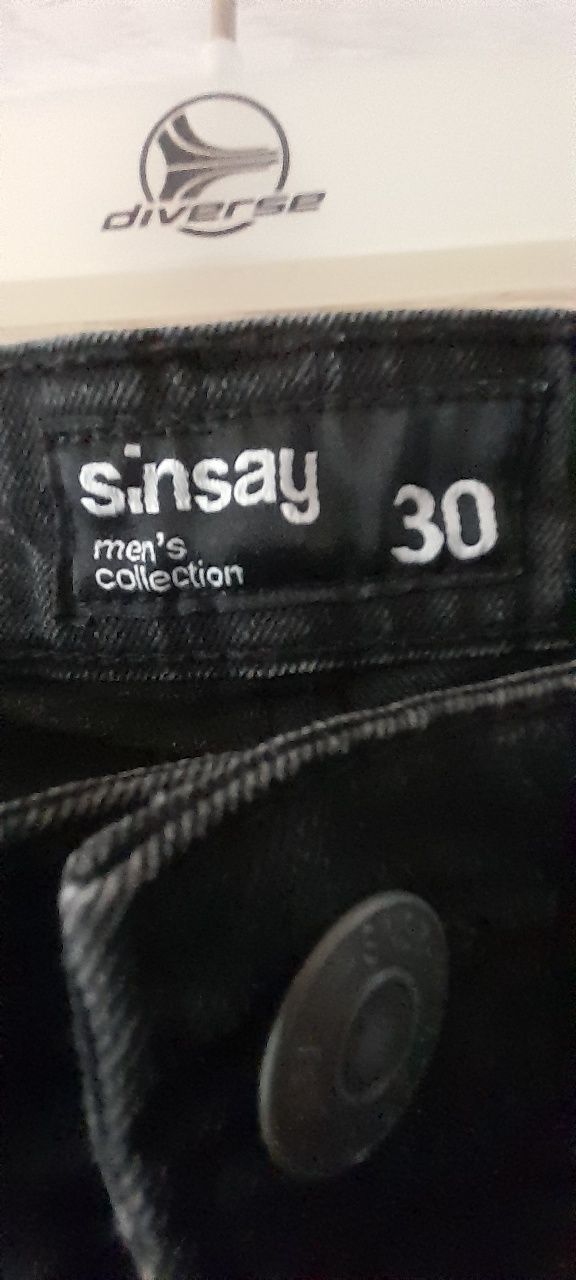 diverse
sinsay
men's
collection
30